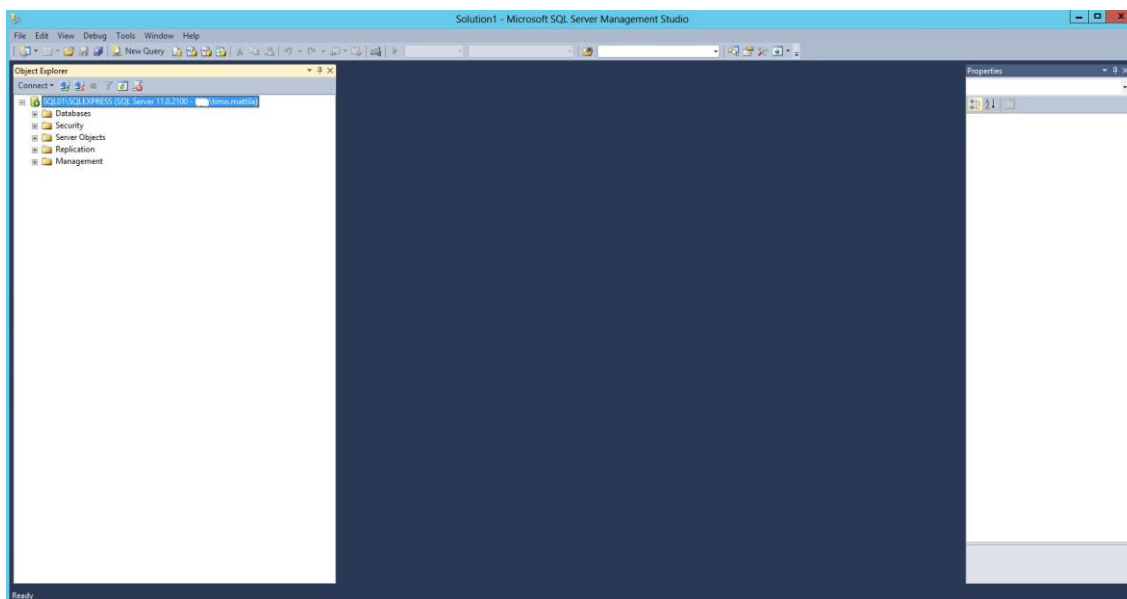 Solution1 - Microsoft SQL Server Management Studio
File Edit View Debug Tools Window Help
New Query
Object Explorer
Connect
SQL01\SQLEXPRESS (SQL Server 11.0.2100 - \timo.mattila)
Databases
Security
Server Objects
Replication
Management
Properties
Ready